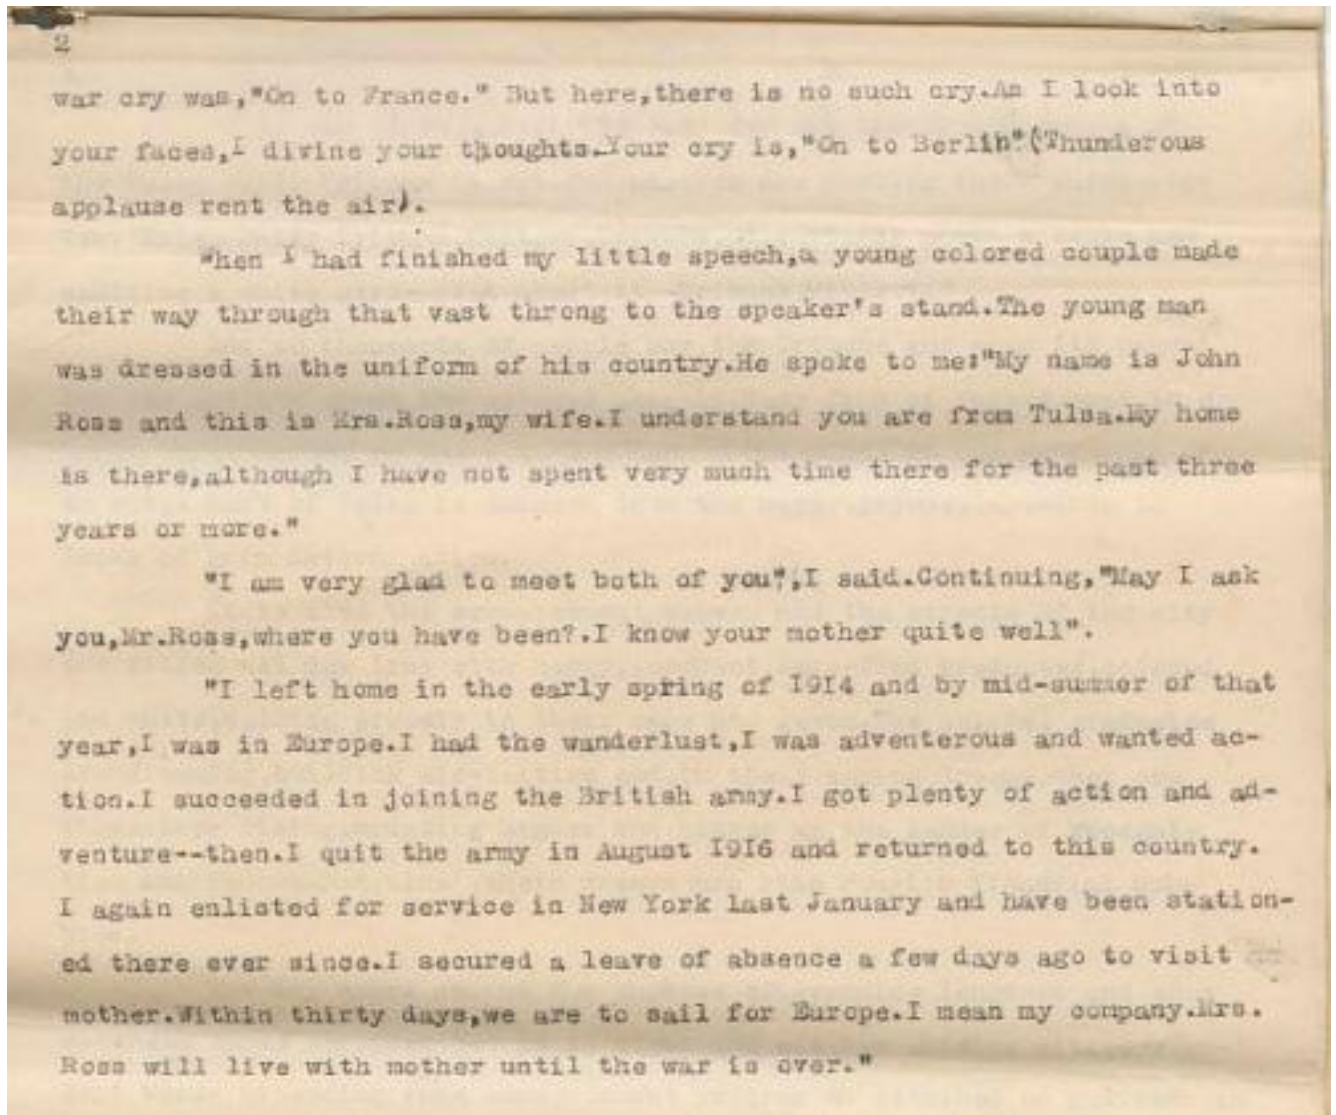 2
war cry was,"On to France." But here,there is no such cry.As I look into
your faces,I divine your thoughts.Your cry is,"On to Berlin"(Thunderous
applause rent the air).
When I had finished my little speech,a young colored couple made
their way through that vast throng to the speaker's stand.The young man
was dressed in the uniform of his country.He spoke to me:"My name is John
Ross and this is Mrs.Ross,my wife.I understand you are from Tulsa.My home
is there,although I have not spent very much time there for the past three
years or more."
"I am very glad to meet both of you",I said.Continuing,"May I ask
you,Mr.Ross,where you have been?.I know your mother quite well".
"I left home in the early spring of 1914 and by mid-summer of that
year,I was in Europe.I had the wanderlust,I was adventerous and wanted ac-
tion.I succeeded in joining the British army.I got plenty of action and ad-
venture--then.I quit the army in August 1916 and returned to this country.
I again enlisted for service in New York last January and have been station-
ed there ever since.I secured a leave of absence a few days ago to visit
mother.Within thirty days,we are to sail for Europe.I mean my company.Mrs.
Ross will live with mother until the war is over."